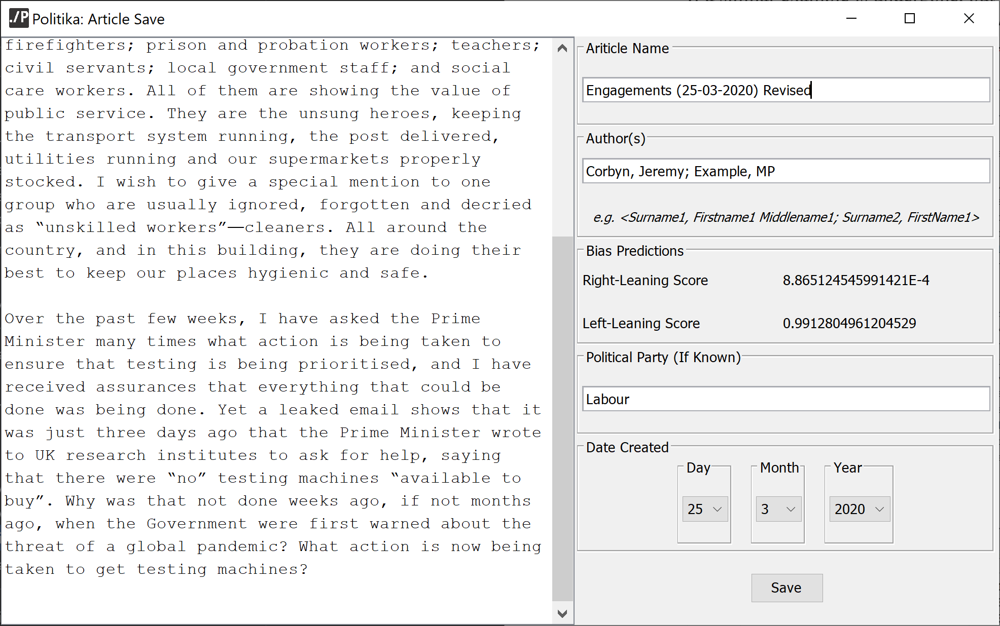 ./P Politika: Article Save
firefighters; prison and probation workers; teachers;
civil servants; local government staff; and social
care workers. All of them are showing the value of
public service. They are the unsung heroes, keeping
the transport system running, the post delivered,
utilities running and our supermarkets properly
stocked. I wish to give a special mention to one
group who are usually ignored, forgotten and decried
as “unskilled workers”—cleaners. All around the
country, and in this building, they are doing their
best to keep our places hygienic and safe.
Over the past few weeks, I have asked the Prime
Minister many times what action is being taken to
ensure that testing is being prioritised, and I have
received assurances that everything that could be
done was being done. Yet a leaked email shows that it
was just three days ago that the Prime Minister wrote
to UK research institutes to ask for help, saying
that there were “no” testing machines “available to
buy”. Why was that not done weeks ago, if not months
ago, when the Government were first warned about the
threat of a global pandemic? What action is now being
taken to get testing machines?
Ariticle Name
Engagements (25-03-2020) Revised
Author(s)
Corbyn, Jeremy; Example, MP
e.g. <Surname1, Firstname1 Middlename1; Surname2, FirstName1>
Bias Predictions
Right-Leaning Score 8.865124545991421E-4
Left-Leaning Score 0.9912804961204529
Political Party (If Known)
Labour
Date Created
Day Month Year
25 3 2020
Save